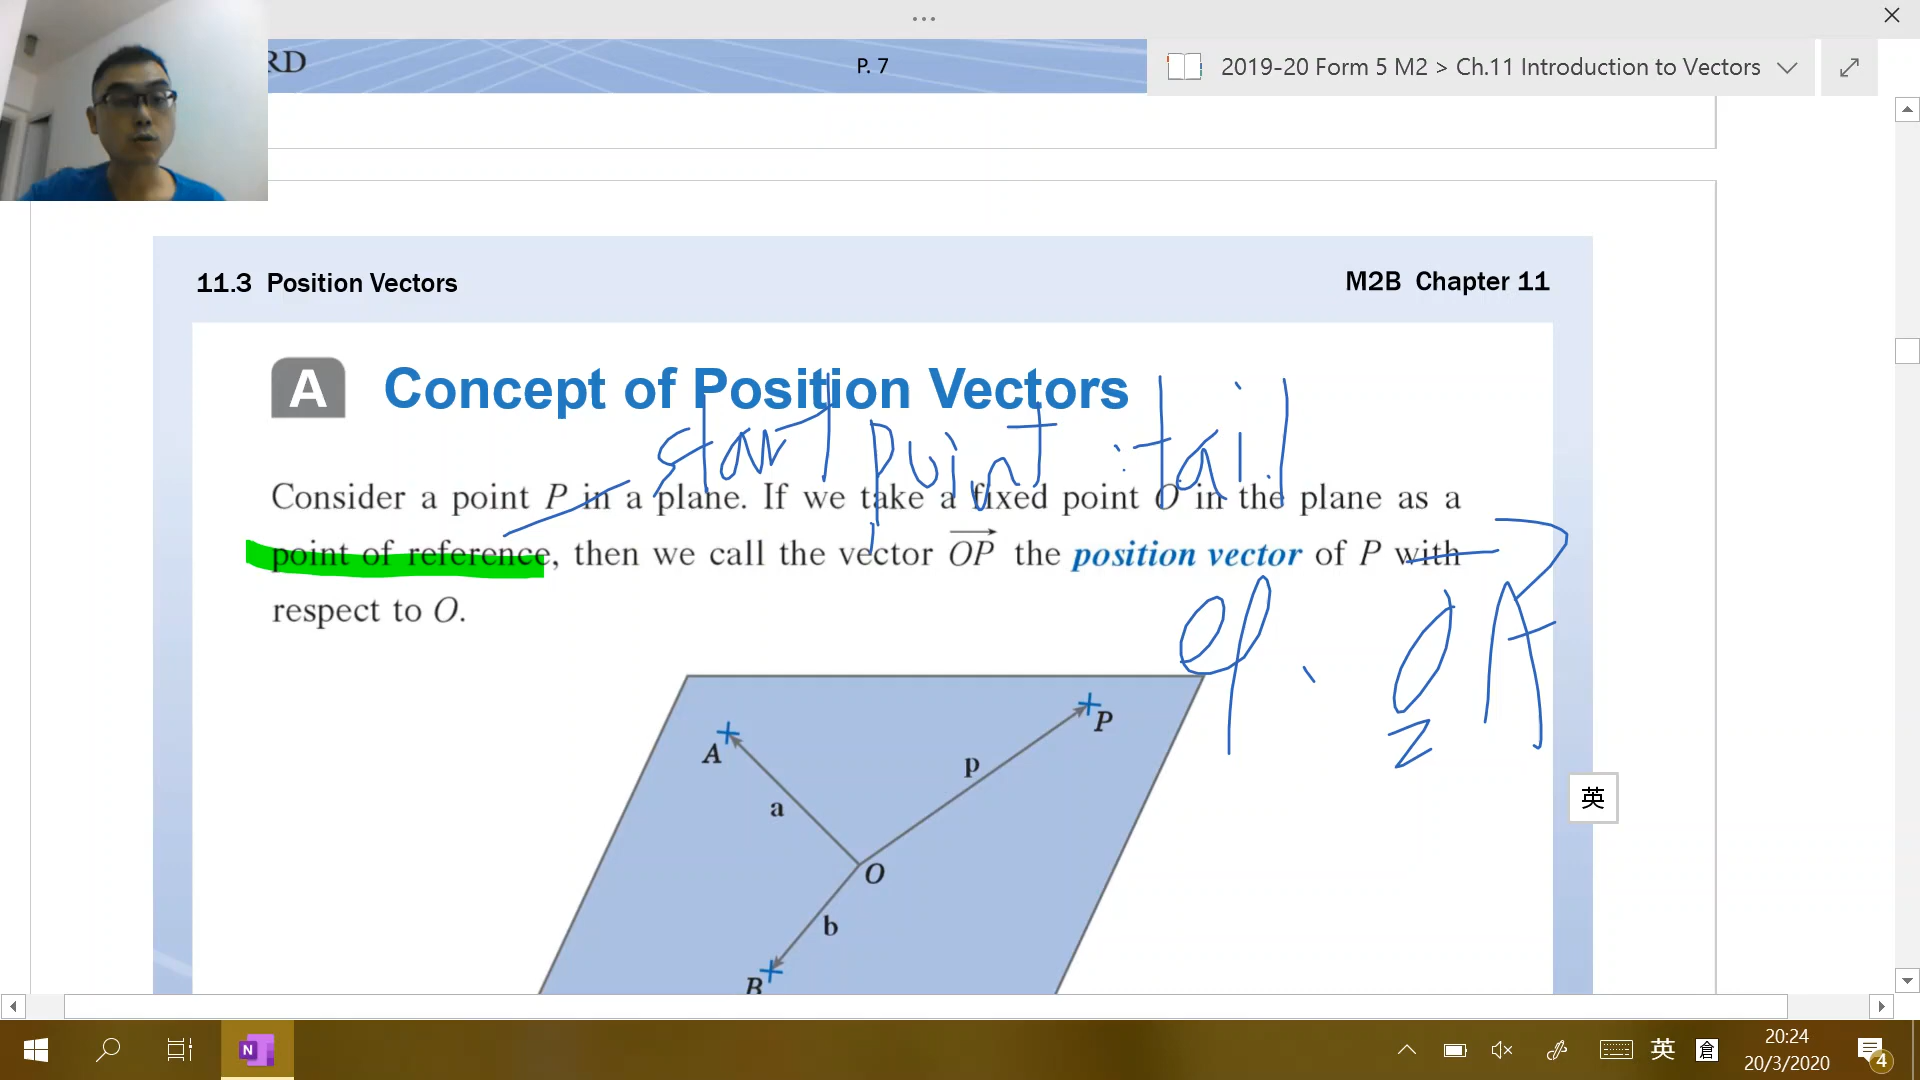 RD
P. 7
2019-20 Form 5 M2 > Ch.11 Introduction to Vectors
11.3 Position Vectors
M2B Chapter 11
A Concept of Position Vectors
start point : tail
Consider a point P in a plane. If we take a fixed point O in the plane as a
point of reference, then we call the vector OP the position vector of P with
respect to O.
A
P
p
a
O
b
B
英
N
英
倉
20:24
20/3/2020
4